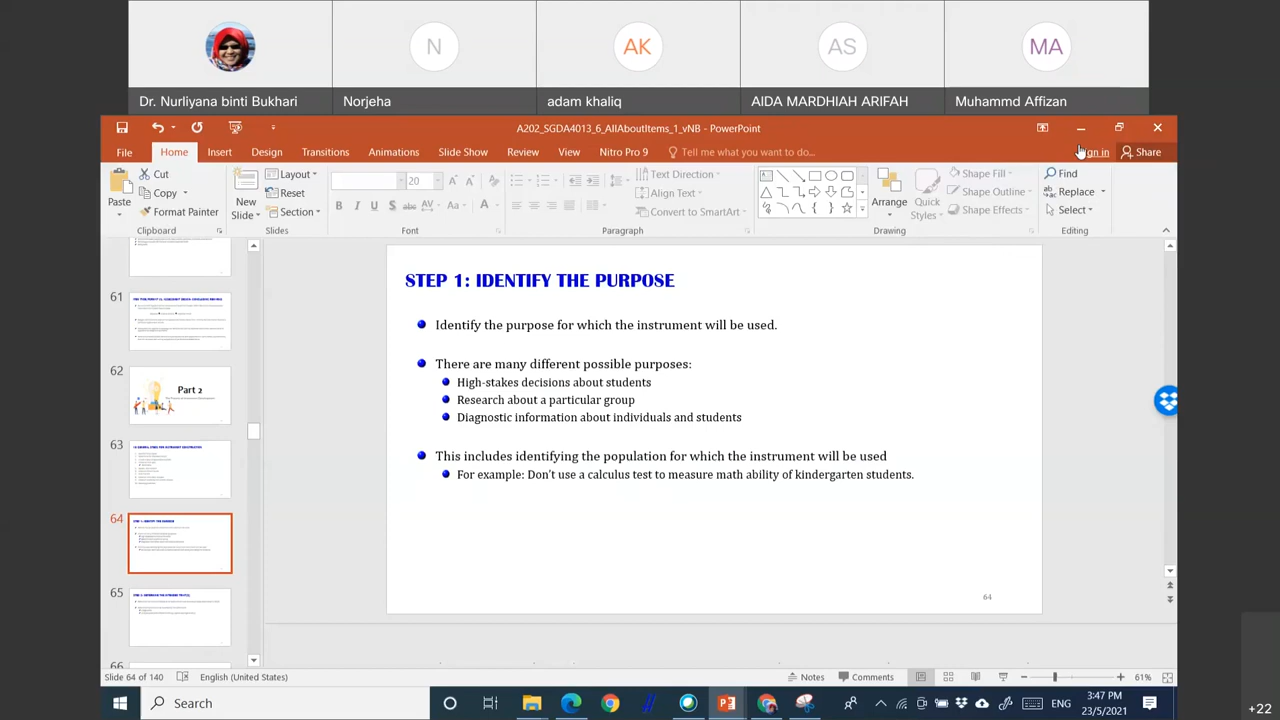 N
AK
AS
MA
Dr. Nurliyana binti Bukhari
Norjeha
adam khaliq
AIDA MARDHIAH ARIFAH
Muhammd Affizan
A202_SGDA4013_6_AllAboutItems_1_vNB - PowerPoint
File
Home
Insert
Design
Transitions
Animations
Slide Show
Review
View
Nitro Pro 9
Tell me what you want to do...
Share
Paste
Cut
Copy
Format Painter
Clipboard
New
Slide
Layout
Reset
Section
Slides
20
Font
Text Direction
Align Text
Convert to SmartArt
Paragraph
Arrange
Quick
Styles
Shape Fill
Shape Outline
Shape Effects
Drawing
Find
Replace
Select
Editing
61
62
Part 2
63
64
STEP 1: IDENTIFY THE PURPOSE
65
66
STEP 1: IDENTIFY THE PURPOSE
Identify the purpose for which the instrument will be used.
There are many different possible purposes:
High-stakes decisions about students
Research about a particular group
Diagnostic information about individuals and students
This includes identifying the population for which the instrument will be used
For example: Don't use a calculus test to measure math ability of kindergarten students.
64
Slide 64 of 140
English (United States)
Notes
Comments
61%
Search
ENG
3:47 PM
23/5/2021
+22